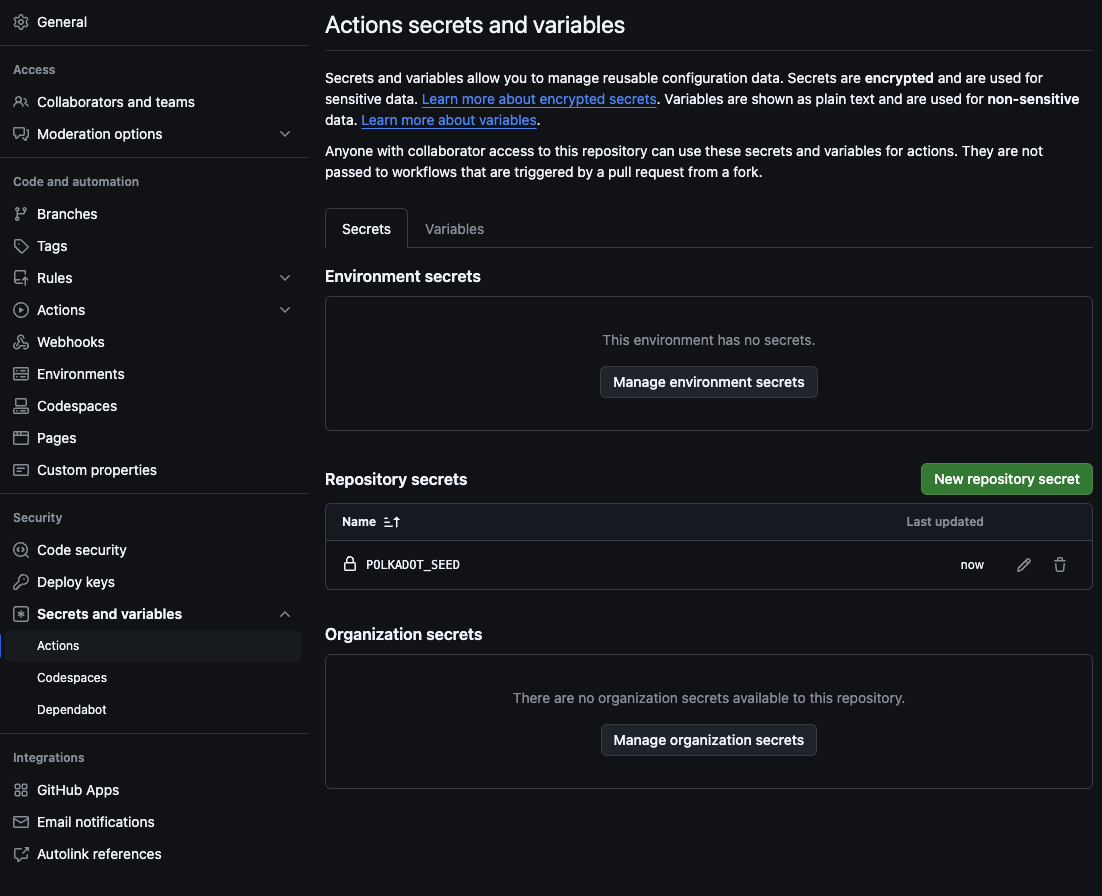 General
Access
Collaborators and teams
Moderation options
Code and automation
Branches
Tags
Rules
Actions
Webhooks
Environments
Codespaces
Pages
Custom properties
Security
Code security
Deploy keys
Secrets and variables
Actions
Codespaces
Dependabot
Integrations
GitHub Apps
Email notifications
Autolink references
Actions secrets and variables
Secrets and variables allow you to manage reusable configuration data. Secrets are encrypted and are used for
sensitive data. Learn more about encrypted secrets. Variables are shown as plain text and are used for non-sensitive
data. Learn more about variables.
Anyone with collaborator access to this repository can use these secrets and variables for actions. They are not
passed to workflows that are triggered by a pull request from a fork.
Secrets Variables
Environment secrets
This environment has no secrets.
Manage environment secrets
Repository secrets New repository secret
Name Last updated
POLKADOT_SEED now
Organization secrets
There are no organization secrets available to this repository.
Manage organization secrets